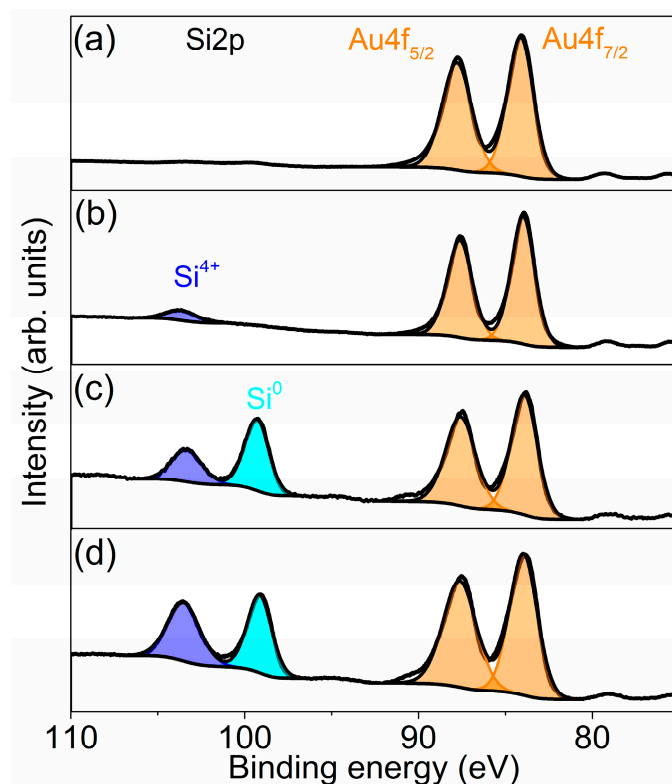 (a) Si2p Au4f5/2 Au4f7/2
(b)
Si4+
(c) Si0
(d)
Intensity (arb. units)
110 100 90 80
Binding energy (eV)